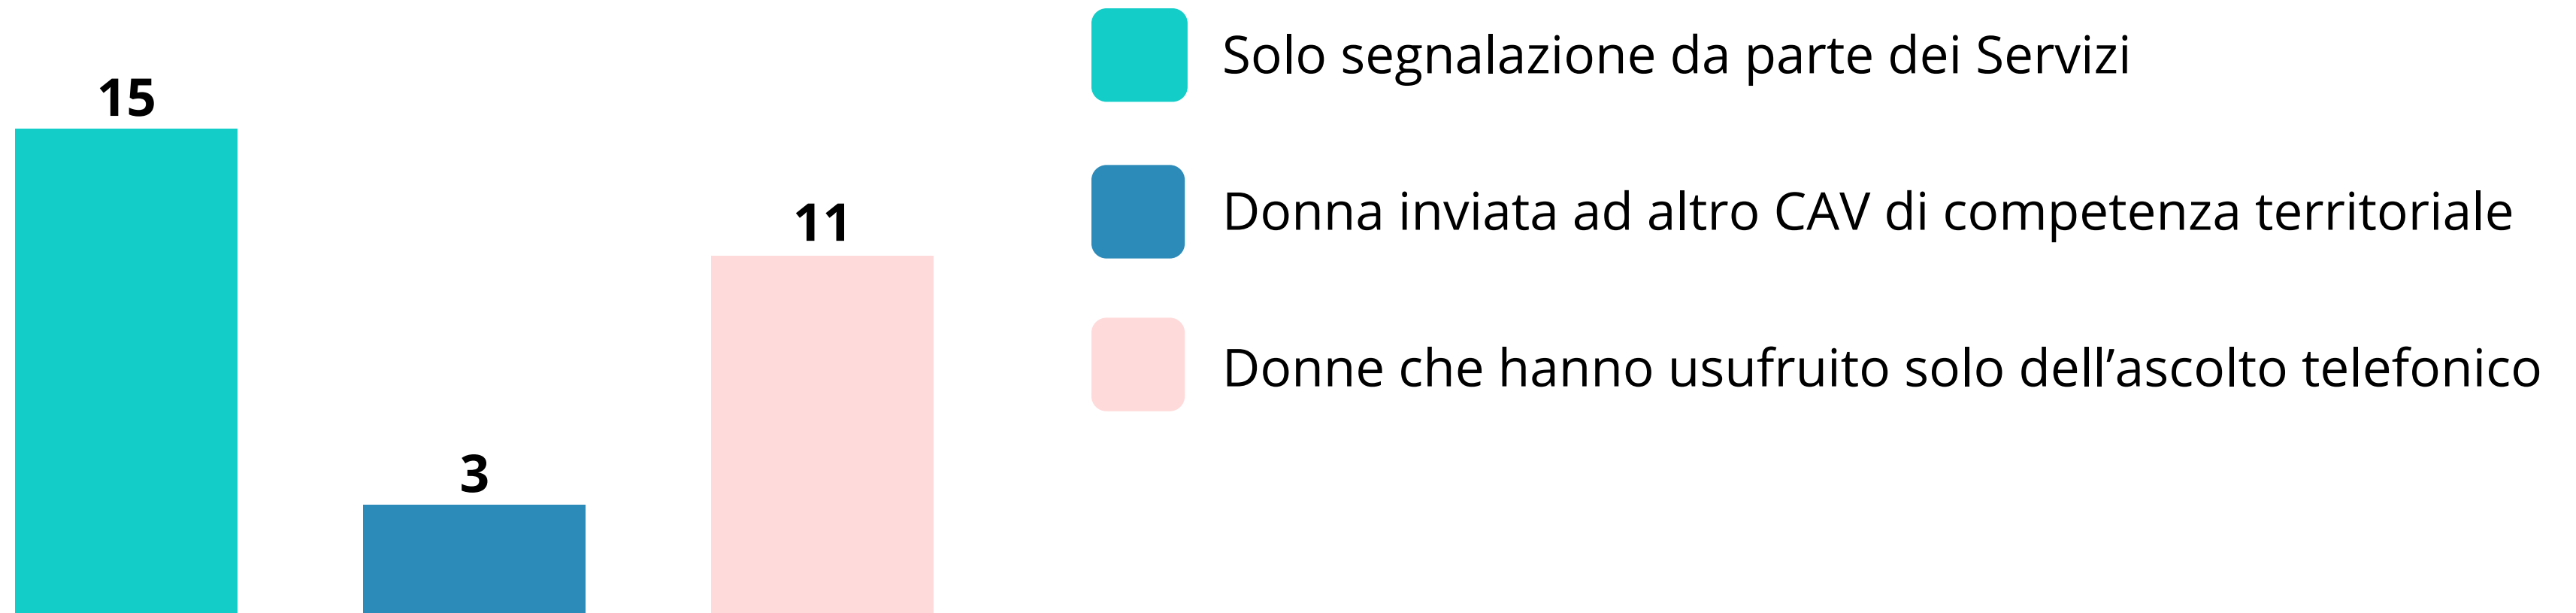 15
3
11
Solo segnalazione da parte dei Servizi
Donna inviata ad altro CAV di competenza territoriale
Donne che hanno usufruito solo dell’ascolto telefonico